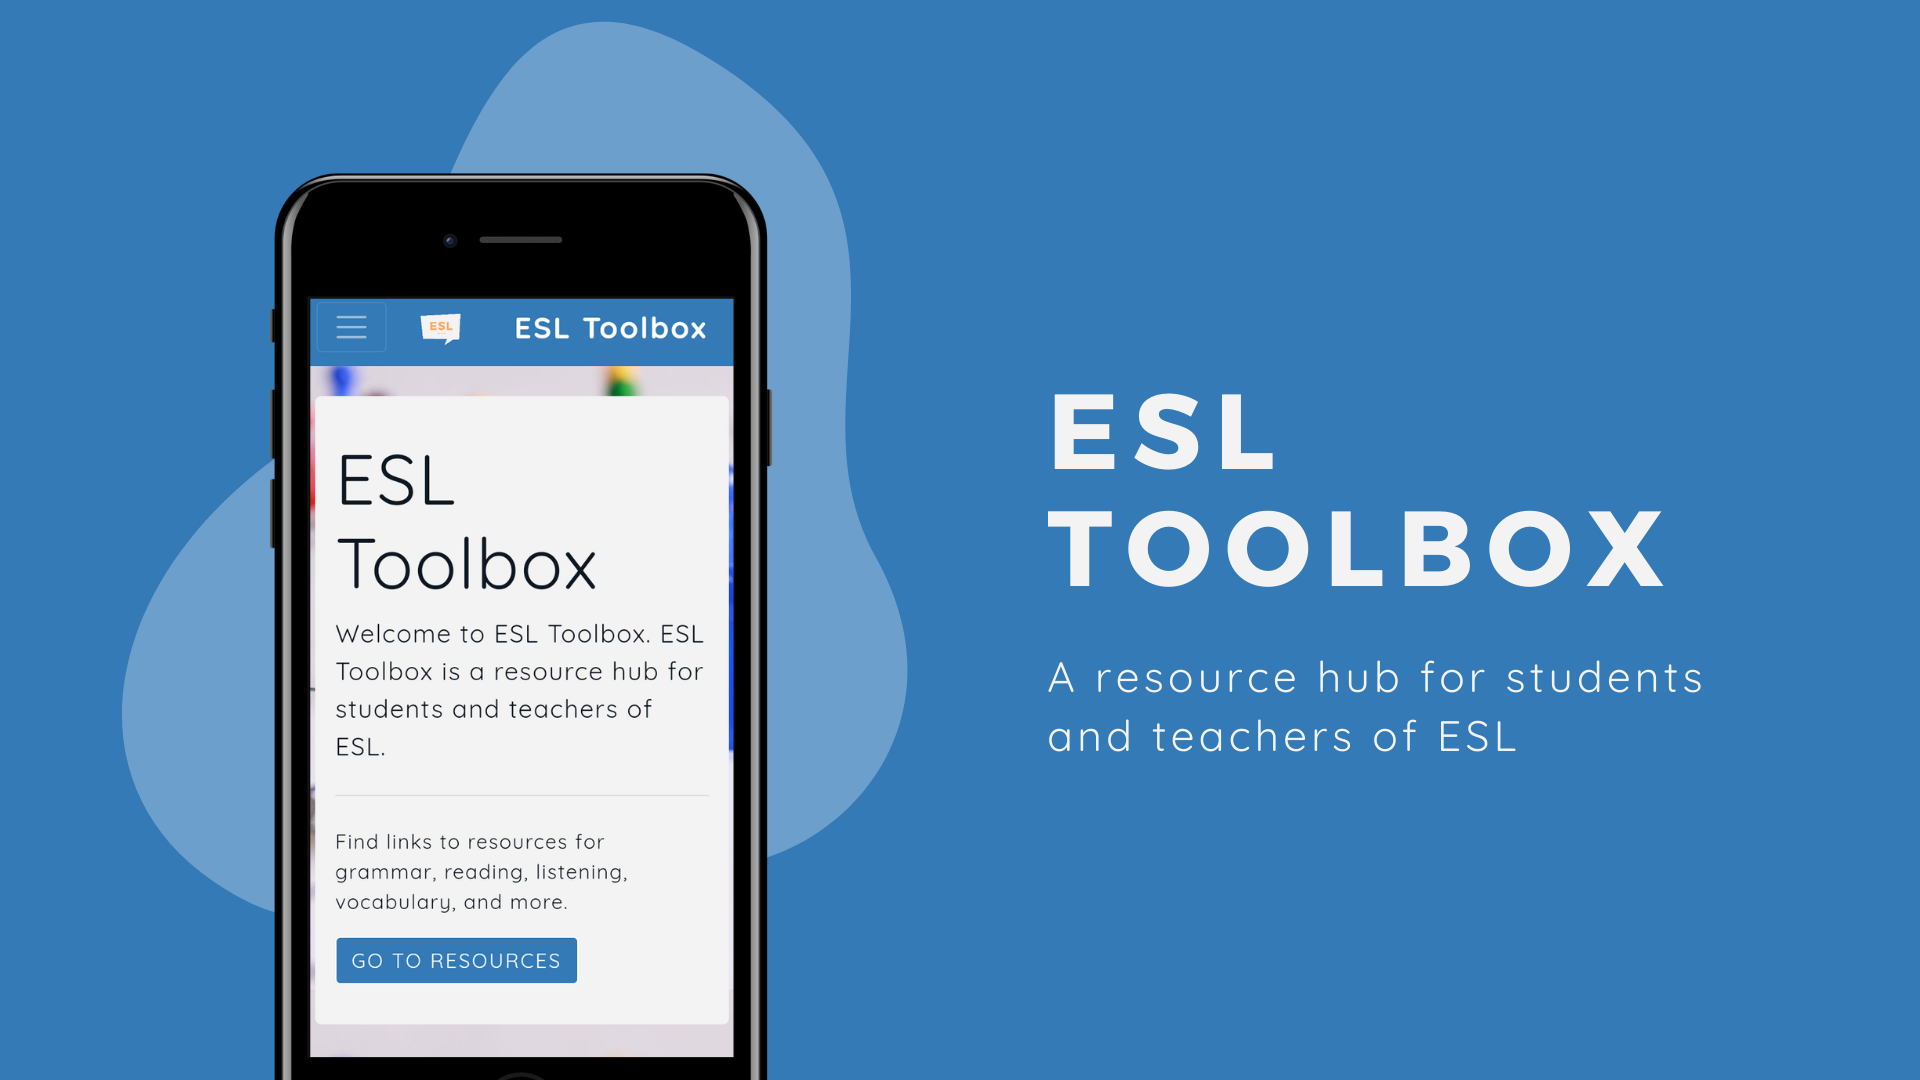 ESL
ESL Toolbox
ESL
Toolbox
Welcome to ESL Toolbox. ESL
Toolbox is a resource hub for
students and teachers of
ESL.
Find links to resources for
grammar, reading, listening,
vocabulary, and more.
GO TO RESOURCES
ESL
TOOLBOX
A resource hub for students
and teachers of ESL